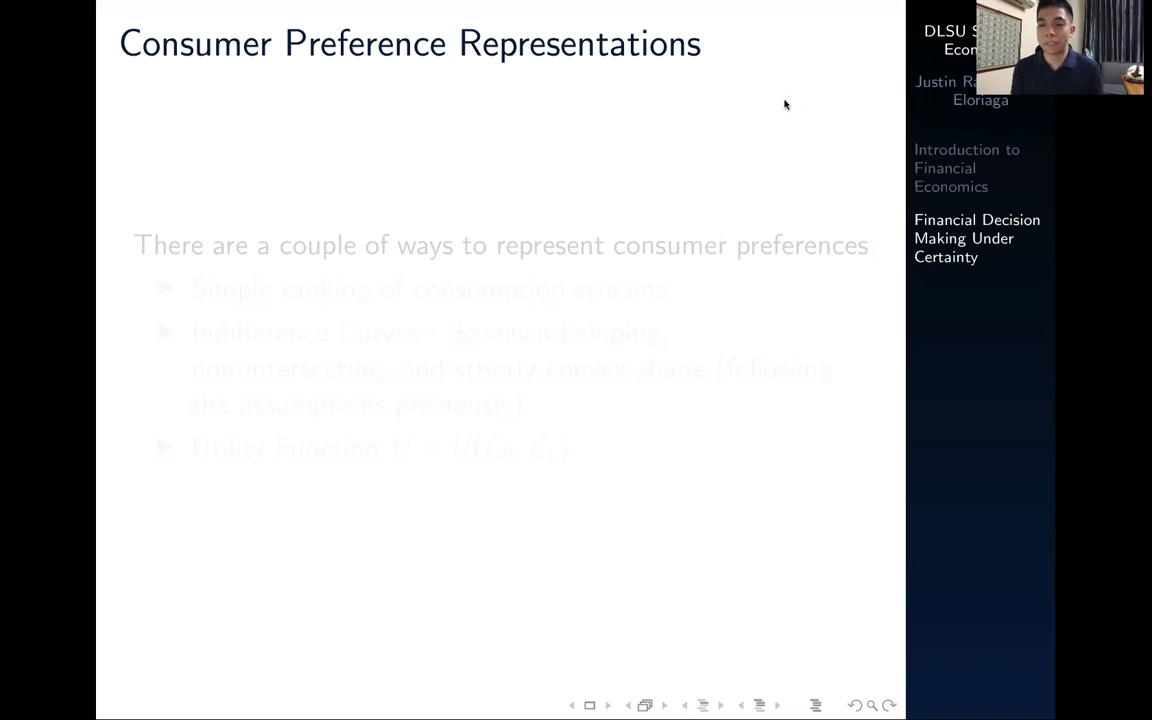 Consumer Preference Representations
There are a couple of ways to represent consumer preferences
Simple ranking of consumption streams
Indifference Curves - downward sloping,
non-intersecting, and strictly convex shape (following
the assumptions previously)
Utility Function U = U(C₀, C₁)
DLSU
Econ
Justin
Eloriaga
Introduction to
Financial
Economics
Financial Decision
Making Under
Certainty